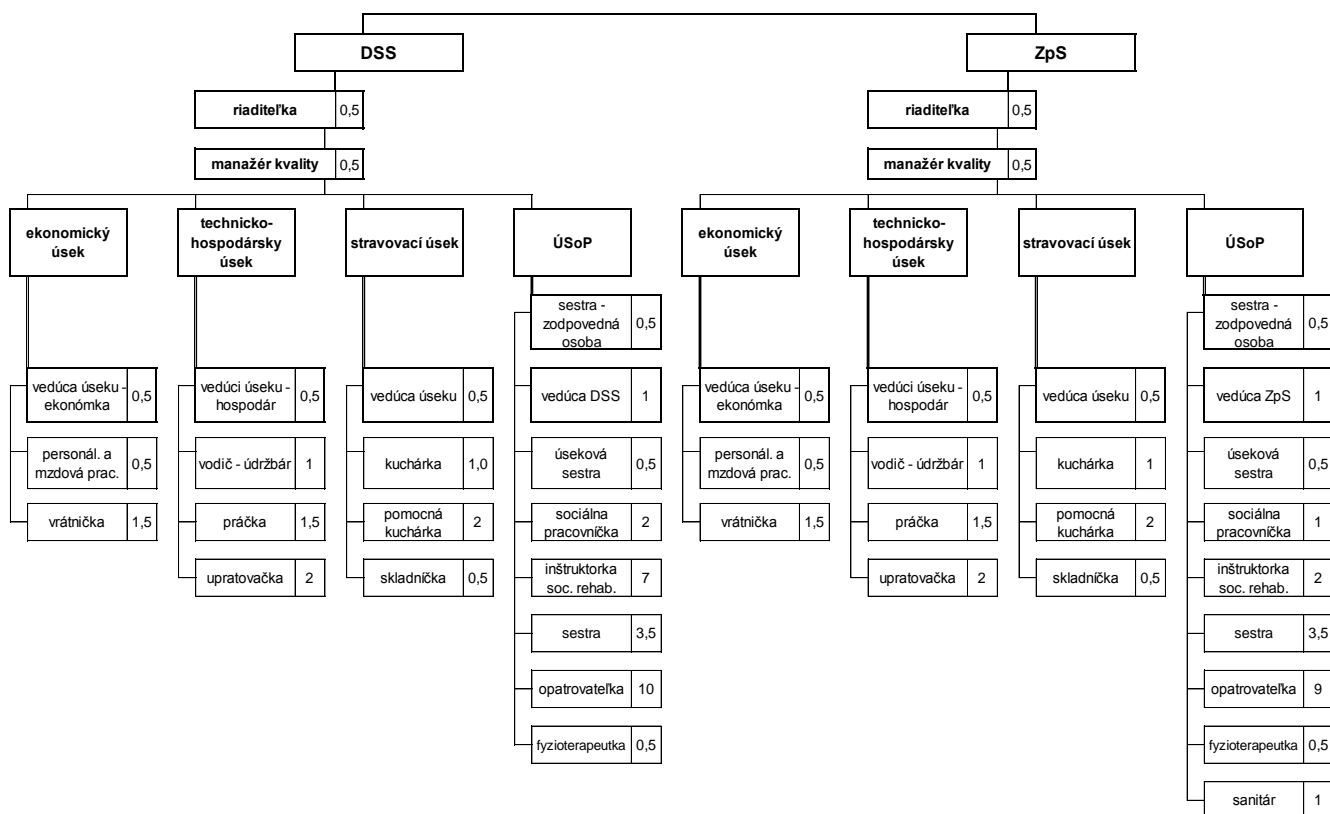 DSS
ZpS
riaditeľka 0,5
riaditeľka 0,5
manažér kvality 0,5
manažér kvality 0,5
ekonomický
úsek
technicko-
hospodársky
úsek
stravovací úsek
ÚSoP
ekonomický
úsek
technicko-
hospodársky
úsek
stravovací úsek
ÚSoP
sestra -
zodpovedná
osoba
0,5
sestra -
zodpovedná
osoba
0,5
vedúca úseku -
ekonómka
0,5
vedúci úseku -
hospodár
0,5
vedúca úseku 0,5
vedúca DSS 1
vedúca úseku -
ekonómka
0,5
vedúci úseku -
hospodár
0,5
vedúca úseku 0,5
vedúca ZpS 1
personál. a
mzdová prac.
0,5
vodič - údržbár 1
kuchárka 1,0
úseková
sestra
0,5
personál. a
mzdová prac.
0,5
vodič - údržbár 1
kuchárka 1
úseková
sestra
0,5
vrátnička 1,5
práčka 1,5
pomocná
kuchárka
2
sociálna
pracovníčka
2
vrátnička 1,5
práčka 1,5
pomocná
kuchárka
2
sociálna
pracovníčka
1
upratovačka 2
skladníčka 0,5
inštruktorka
soc. rehab.
7
upratovačka 2
skladníčka 0,5
inštruktorka
soc. rehab.
2
sestra 3,5
sestra 3,5
opatrovateľka 10
opatrovateľka 9
fyzioterapeutka 0,5
fyzioterapeutka 0,5
sanitár 1